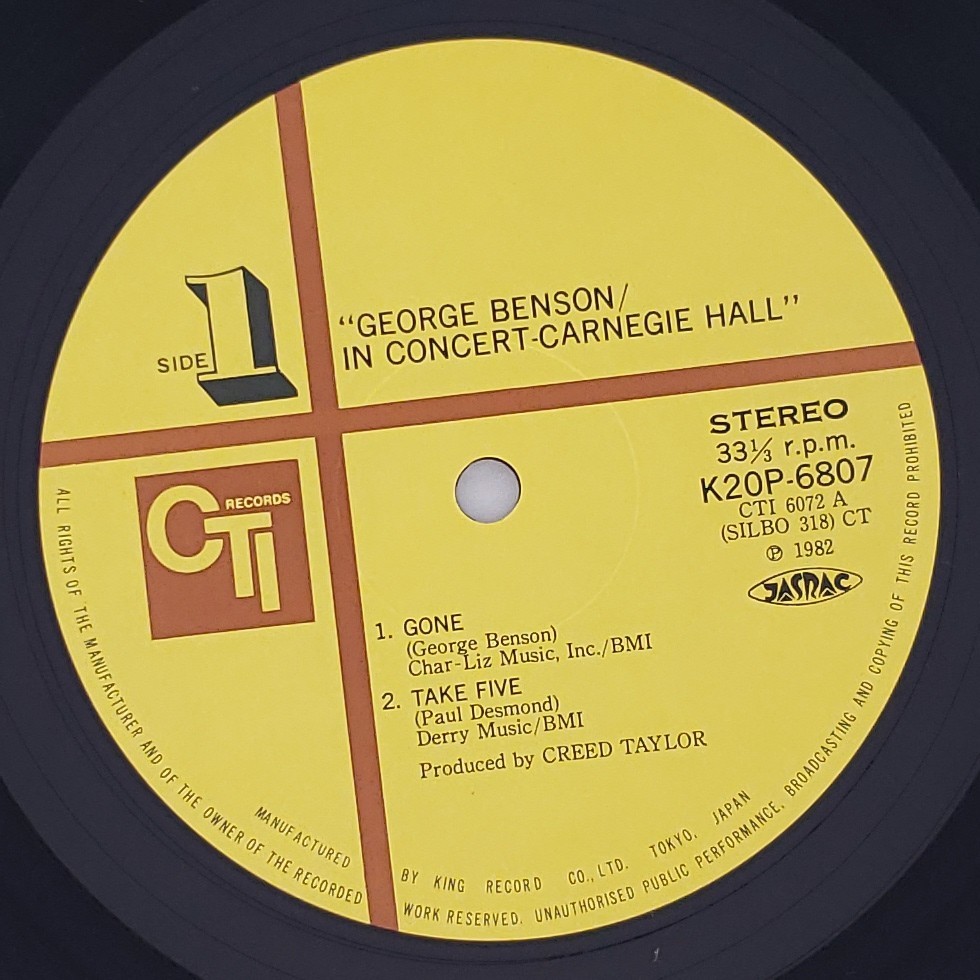 SIDE 1
"GEORGE BENSON/
IN CONCERT-CARNEGIE HALL"
CTI RECORDS
STEREO
33⅓ r.p.m.
K20P-6807
CTI 6072 A
(SILBO 318) CT
Ⓟ 1982
JASRAC
1. GONE
(George Benson)
Char-Liz Music, Inc./BMI
2. TAKE FIVE
(Paul Desmond)
Derry Music/BMI
Produced by CREED TAYLOR
MANUFACTURED BY KING RECORD CO., LTD. TOKYO, JAPAN
ALL RIGHTS OF THE MANUFACTURER AND OF THE OWNER OF THE RECORDED WORK RESERVED. UNAUTHORISED PUBLIC PERFORMANCE, BROADCASTING AND COPYING OF THIS RECORD PROHIBITED